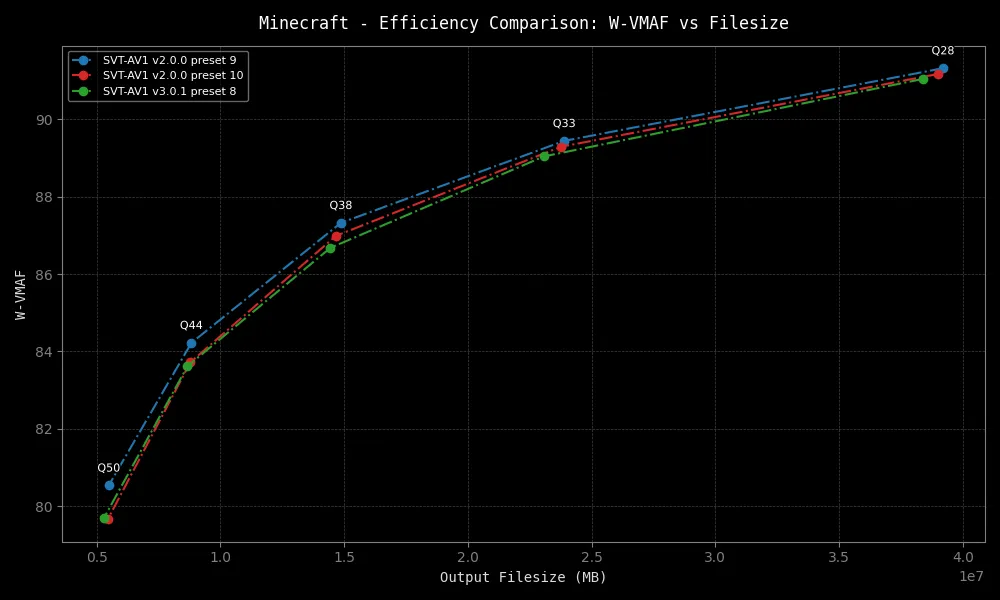 Minecraft - Efficiency Comparison: W-VMAF vs Filesize
SVT-AV1 v2.0.0 preset 9
SVT-AV1 v2.0.0 preset 10
SVT-AV1 v3.0.1 preset 8
Q28
Q33
Q38
Q44
Q50
90
88
86
84
82
80
W-VMAF
0.5 1.0 1.5 2.0 2.5 3.0 3.5 4.0
1e7
Output Filesize (MB)